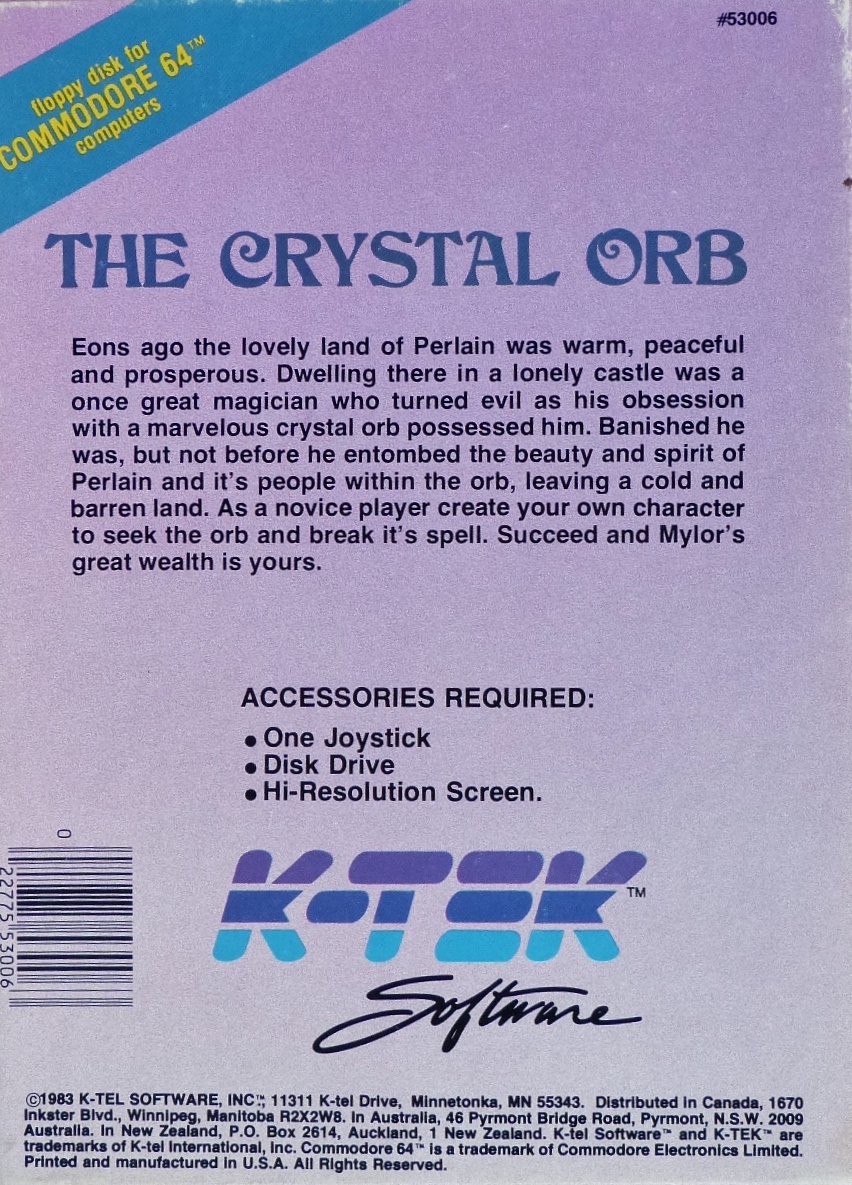 #53006
floppy disk for
COMMODORE 64™
computers
THE CRYSTAL ORB
Eons ago the lovely land of Perlain was warm, peaceful
and prosperous. Dwelling there in a lonely castle was a
once great magician who turned evil as his obsession
with a marvelous crystal orb possessed him. Banished he
was, but not before he entombed the beauty and spirit of
Perlain and it's people within the orb, leaving a cold and
barren land. As a novice player create your own character
to seek the orb and break it's spell. Succeed and Mylor's
great wealth is yours.
ACCESSORIES REQUIRED:
• One Joystick
• Disk Drive
• Hi-Resolution Screen.
0
22775 53006
K-TEK™
Software
©1983 K-TEL SOFTWARE, INC™; 11311 K-tel Drive, Minnetonka, MN 55343. Distributed in Canada, 1670
Inkster Blvd., Winnipeg, Manitoba R2X2W8. In Australia, 46 Pyrmont Bridge Road, Pyrmont, N.S.W. 2009
Australia. In New Zealand, P.O. Box 2614, Auckland, 1 New Zealand. K-tel Software™ and K-TEK™ are
trademarks of K-tel International, Inc. Commodore 64™ is a trademark of Commodore Electronics Limited.
Printed and manufactured in U.S.A. All Rights Reserved.